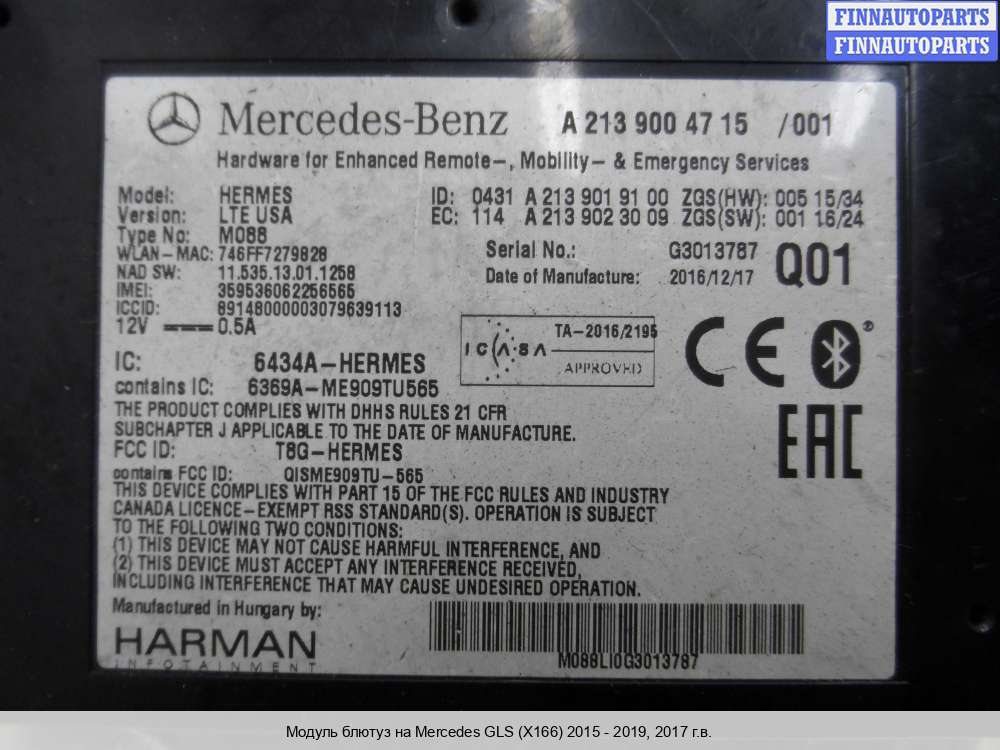 FINNAUTOPARTS
FINNAUTOPARTS
Mercedes-Benz A 213 900 47 15 /001
Hardware for Enhanced Remote-, Mobility- & Emergency Services
Model: HERMES ID: 0431 A 213 901 91 00 ZGS(HW): 005 15/34
Version: LTE USA EC: 114 A 213 902 30 09 ZGS(SW): 001 16/24
Type No: M088
WLAN-MAC: 746FF7279828 Serial No.: G3013787
NAD SW: 11.535.13.01.1258 Date of Manufacture: 2016/12/17 Q01
IMEI: 359536062256565
ICCID: 89148000003079639113
12V 0.5A
ICASA TA-2016/2195
APPROVED
CE
IC: 6434A-HERMES
contains IC: 6369A-ME909TU565
THE PRODUCT COMPLIES WITH DHHS RULES 21 CFR
SUBCHAPTER J APPLICABLE TO THE DATE OF MANUFACTURE.
EAC
FCC ID: T8G-HERMES
contains FCC ID: QISME909TU-565
THIS DEVICE COMPLIES WITH PART 15 OF THE FCC RULES AND INDUSTRY
CANADA LICENCE-EXEMPT RSS STANDARD(S). OPERATION IS SUBJECT
TO THE FOLLOWING TWO CONDITIONS:
(1) THIS DEVICE MAY NOT CAUSE HARMFUL INTERFERENCE, AND
(2) THIS DEVICE MUST ACCEPT ANY INTERFERENCE RECEIVED,
INCLUDING INTERFERENCE THAT MAY CAUSE UNDESIRED OPERATION.
Manufactured in Hungary by:
HARMAN
INFOTAINMENT
M088LI0G3013787
Модуль блютуз на Mercedes GLS (X166) 2015 - 2019, 2017 г.в.